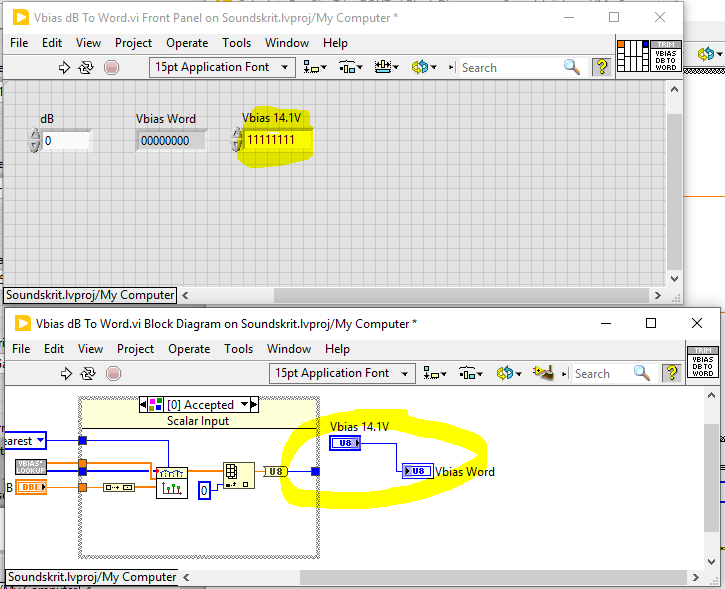 Vbias dB To Word.vi Front Panel on Soundskrit.lvproj/My Computer *
File Edit View Project Operate Tools Window Help
15pt Application Font Search ?
TRIM
VBIAS
DB TO
WORD
dB Vbias Word Vbias 14.1V
0 00000000 11111111
Soundskrit.lvproj/My Computer
Vbias dB To Word.vi Block Diagram on Soundskrit.lvproj/My Computer *
File Edit View Project Operate Tools Window Help
15pt Application Font Search ?
TRIM
VBIAS
DB TO
WORD
[0] Accepted
Scalar Input
Vbias 14.1V
earest
U8
VBIAS*
LOOKUP
U8
U8 Vbias Word
B DBL
0
Soundskrit.lvproj/My Computer